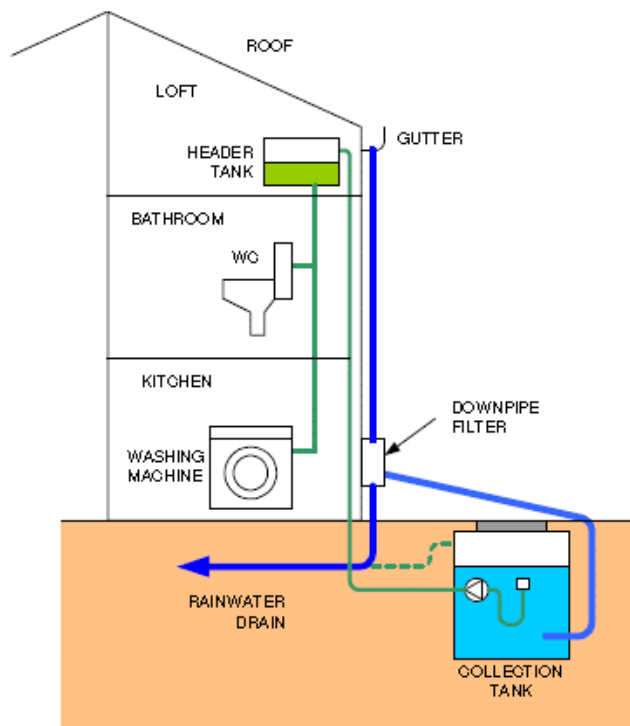 ROOF
LOFT
GUTTER
HEADER
TANK
BATHROOM
WC
KITCHEN
DOWNPIPE
FILTER
WASHING
MACHINE
RAINWATER
DRAIN
COLLECTION
TANK